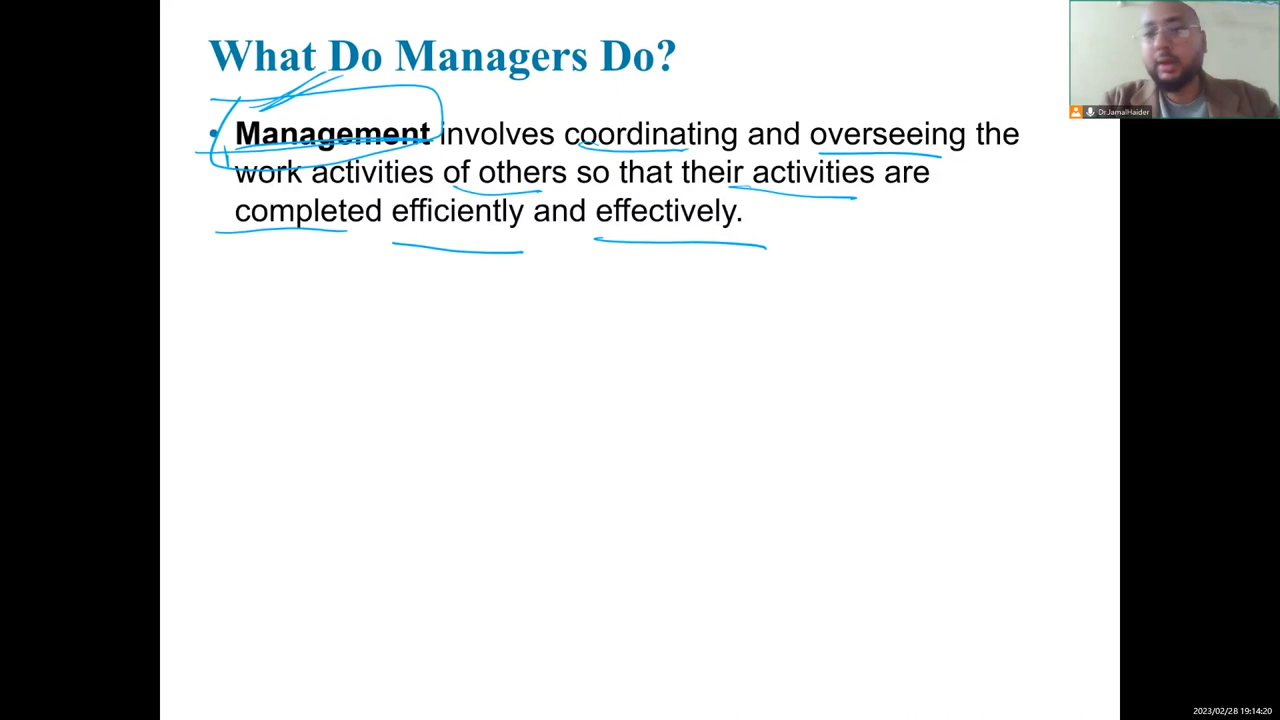 What Do Managers Do?
• Management involves coordinating and overseeing the
work activities of others so that their activities are
completed efficiently and effectively.
Dr.JamalHaider
2023/02/28 19:14:20